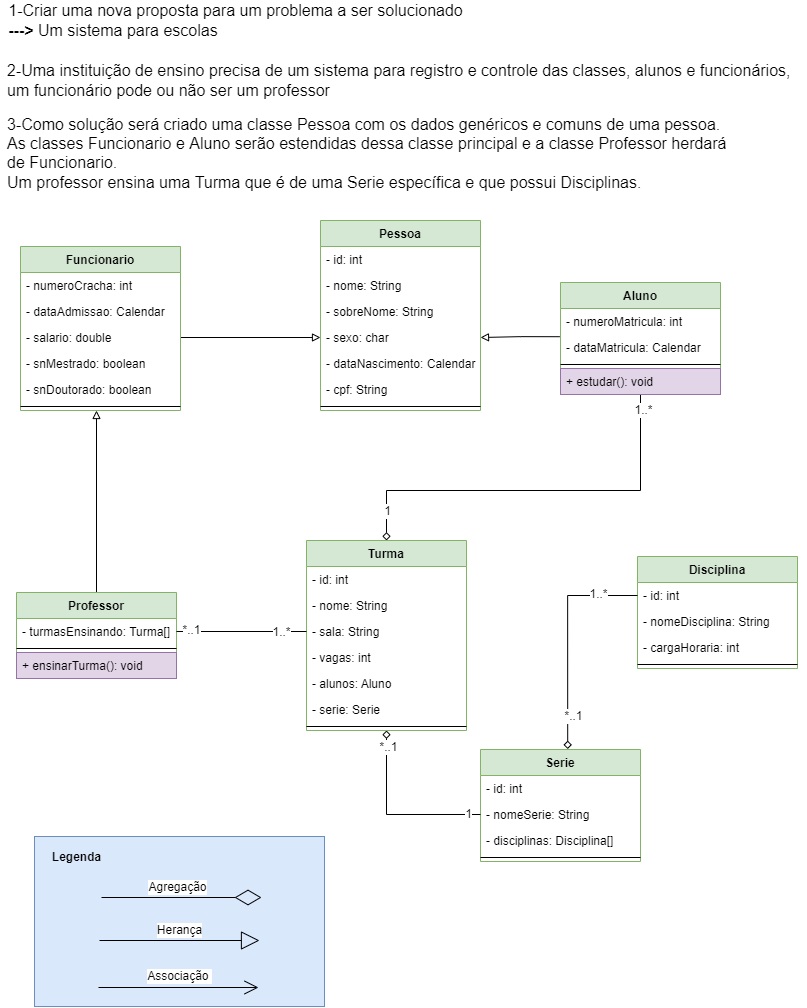 1-Criar uma nova proposta para um problema a ser solucionado
---> Um sistema para escolas
2-Uma instituição de ensino precisa de um sistema para registro e controle das classes, alunos e funcionários,
um funcionário pode ou não ser um professor
3-Como solução será criado uma classe Pessoa com os dados genéricos e comuns de uma pessoa.
As classes Funcionario e Aluno serão estendidas dessa classe principal e a classe Professor herdará
de Funcionario.
Um professor ensina uma Turma que é de uma Serie específica e que possui Disciplinas.
Funcionario
- numeroCracha: int
- dataAdmissao: Calendar
- salario: double
- snMestrado: boolean
- snDoutorado: boolean
Pessoa
- id: int
- nome: String
- sobreNome: String
- sexo: char
- dataNascimento: Calendar
- cpf: String
Aluno
- numeroMatricula: int
- dataMatricula: Calendar
+ estudar(): void
1..*
1
Turma
- id: int
- nome: String
- sala: String
- vagas: int
- alunos: Aluno
- serie: Serie
Professor
- turmasEnsinando: Turma[]
+ ensinarTurma(): void
*..1
1..*
Disciplina
- id: int
- nomeDisciplina: String
- cargaHoraria: int
1..*
*..1
*..1
1
Serie
- id: int
- nomeSerie: String
- disciplinas: Disciplina[]
Legenda
Agregação
Herança
Associação